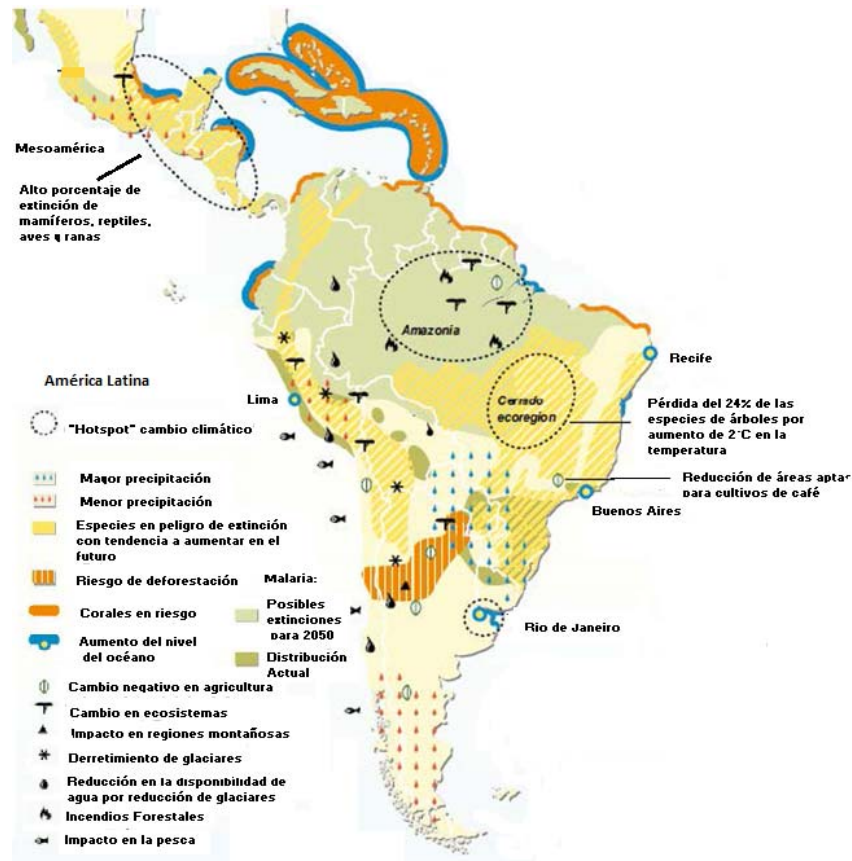 Mesoamérica
Alto porcentaje de
extinción de
mamíferos, reptiles,
aves y ranas
Amazonía
Recife
Cerrado
ecoregion
Pérdida del 24% de las
especies de árboles por
aumento de 2°C en la
temperatura
Reducción de áreas aptas
para cultivos de café
Buenos Aires
Rio de Janeiro
Lima
América Latina
"Hotspot" cambio climático
Mayor precipitación
Menor precipitación
Especies en peligro de extinción
con tendencia a aumentar en el
futuro
Riesgo de deforestación
Corales en riesgo
Aumento del nivel
del océano
Malaria:
Posibles
extinciones
para 2050
Distribución
Actual
Cambio negativo en agricultura
Cambio en ecosistemas
Impacto en regiones montañosas
Derretimiento de glaciares
Reducción en la disponibilidad de
agua por reducción de glaciares
Incendios Forestales
Impacto en la pesca